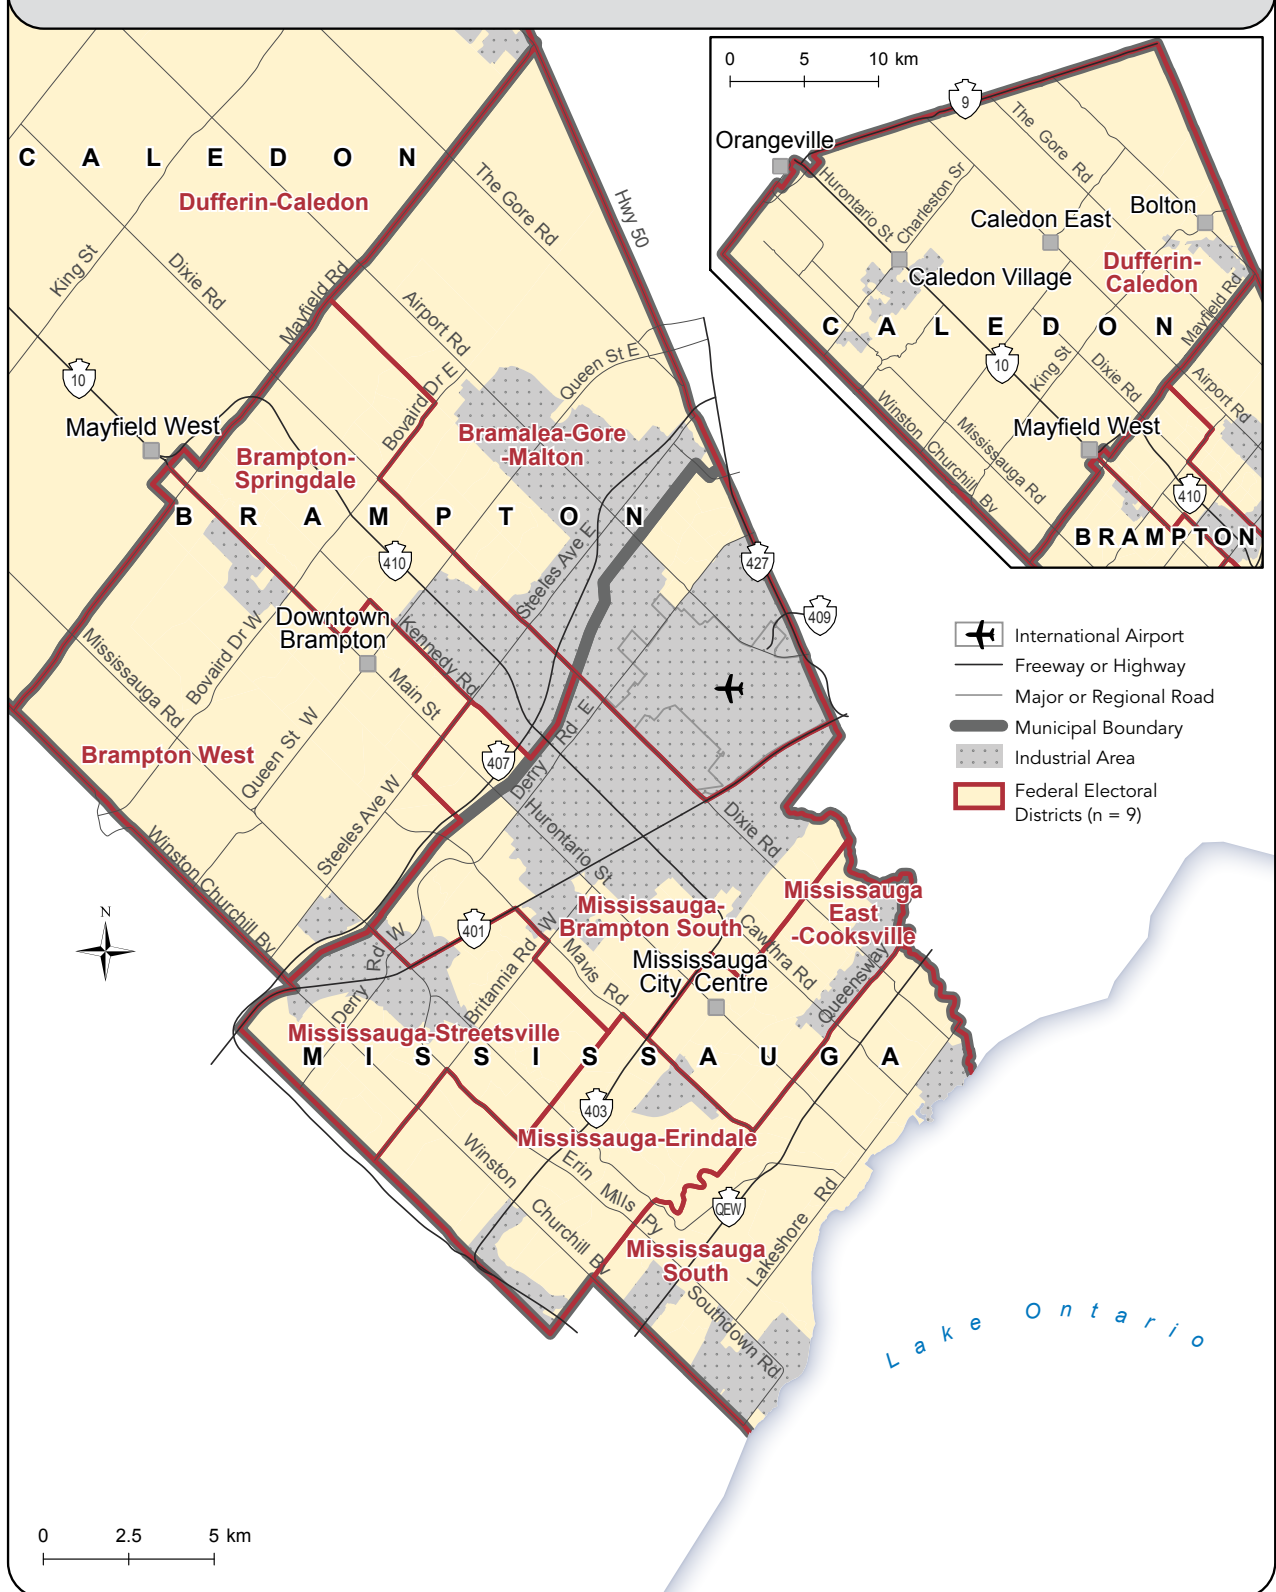 0 5 10 km
9
Orangeville
The Gore Rd
Hurontario St
Charleston Sr
Caledon East
Bolton
Caledon Village
Dufferin-
Caledon
CALEDON
Mayfield Rd
10
King St
Dixie Rd
Airport Rd
Winston Churchill Bv
Mississauga Rd
Mayfield West
410
BRAMPTON
CALEDON
Dufferin-Caledon
The Gore Rd
Hwy 50
King St
Dixie Rd
Mayfield Rd
Airport Rd
Queen St E
10
Bovaird Dr E
Mayfield West
Brampton-
Springdale
Bramalea-Gore
-Malton
BRAMPTON
410
Steeles Ave E
427
409
Downtown
Brampton
Kennedy Rd
Main St
Mississauga Rd
Bovaird Dr W
Queen St W
Brampton West
407
Derry Rd E
Steeles Ave W
Hurontario St
Dixie Rd
Winston Churchill Bv
International Airport
Freeway or Highway
Major or Regional Road
Municipal Boundary
Industrial Area
Federal Electoral
Districts (n = 9)
N
401
Derry Rd W
Britannia Rd W
Mavis Rd
Mississauga-
Brampton South
Mississauga
East
-Cooksville
Cawthra Rd
Mississauga
City Centre
Queensway
Mississauga-Streetsville
MISSISSAUGA
403
Mississauga-Erindale
Winston Churchill Bv
Erin Mills Py
QEW
Mississauga
South
Lakeshore Rd
Southdown Rd
Lake Ontario
0 2.5 5 km